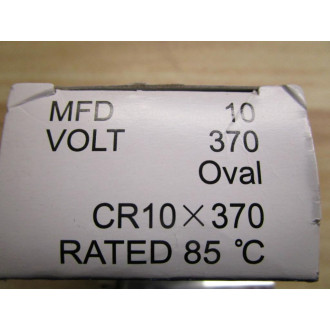 MFD 10
VOLT 370
Oval
CR10×370
RATED 85 °C